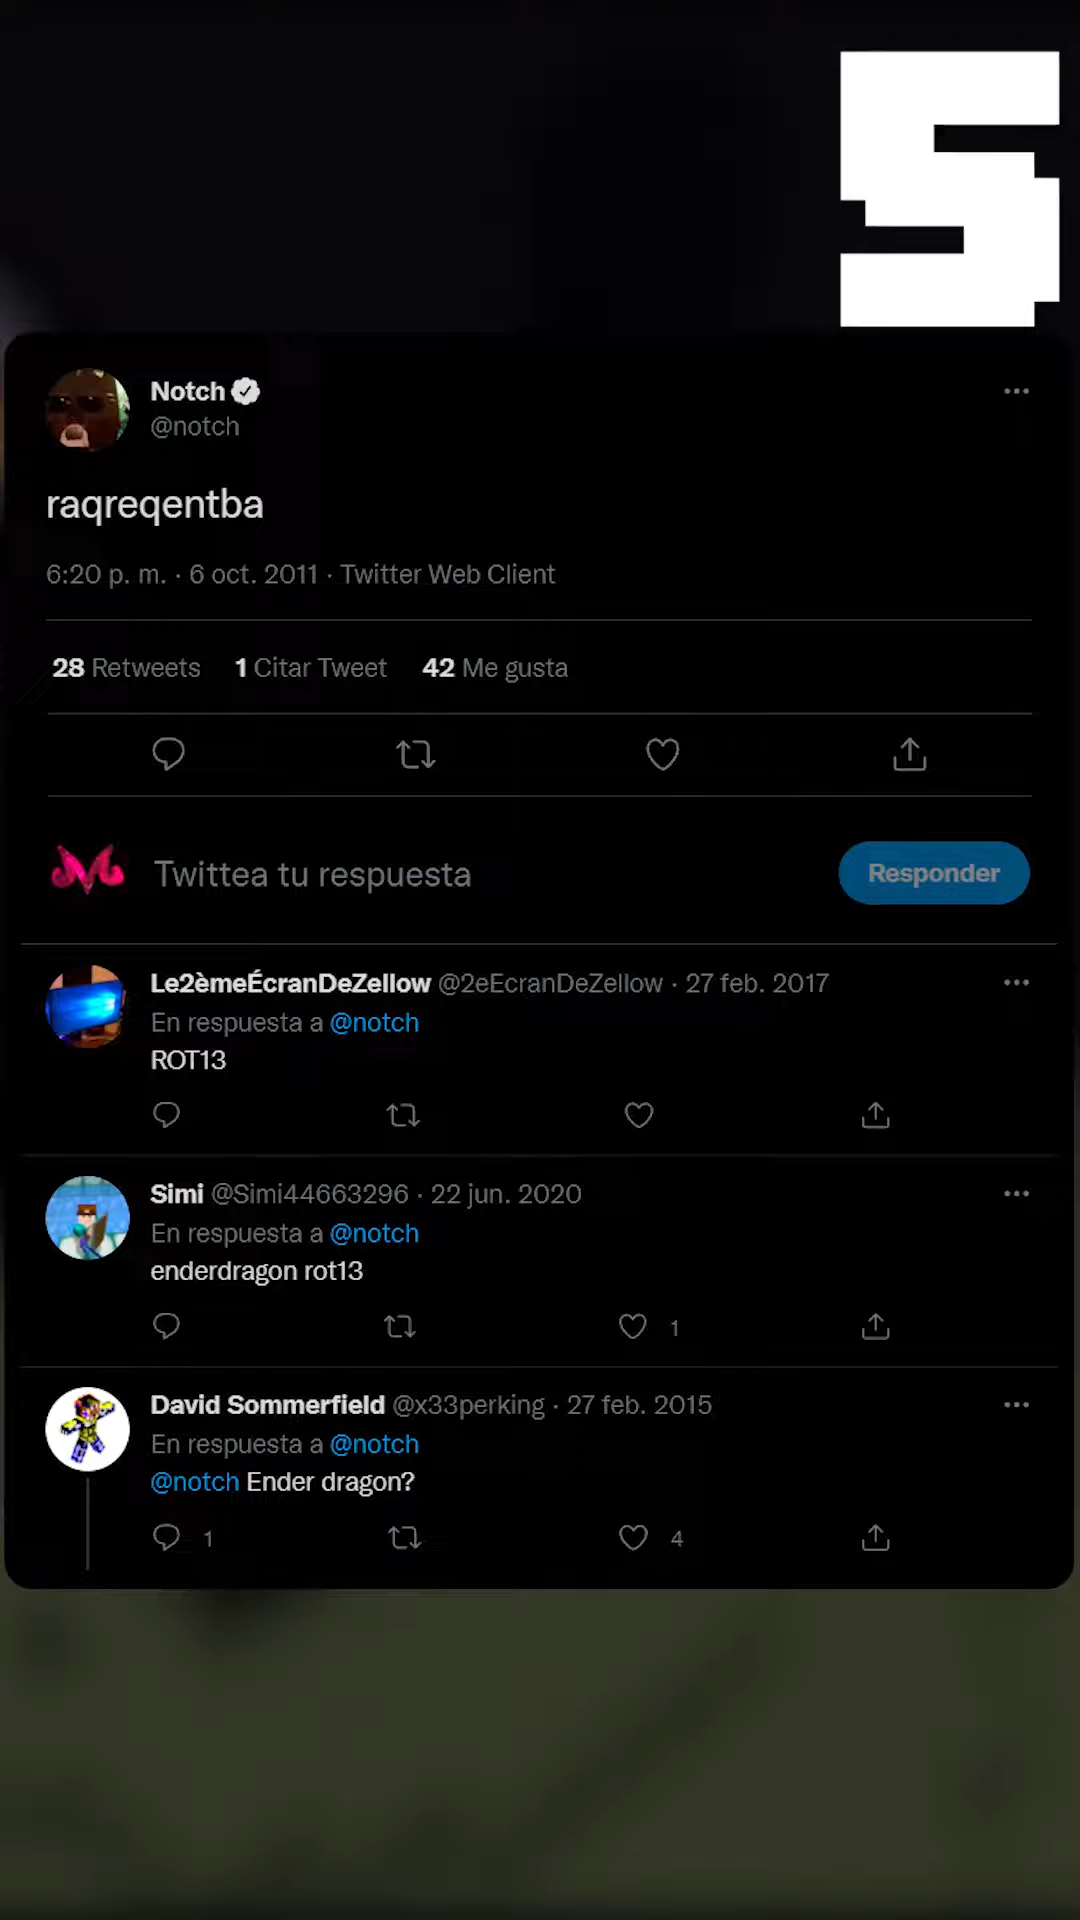 5
Notch
@notch
raqreqentba
6:20 p. m. · 6 oct. 2011 · Twitter Web Client
28 Retweets 1 Citar Tweet 42 Me gusta
Twittea tu respuesta
Responder
Le2èmeÉcranDeZellow @2eEcranDeZellow · 27 feb. 2017
En respuesta a @notch
ROT13
Simi @Simi44663296 · 22 jun. 2020
En respuesta a @notch
enderdragon rot13
1
David Sommerfield @x33perking · 27 feb. 2015
En respuesta a @notch
@notch Ender dragon?
1 4